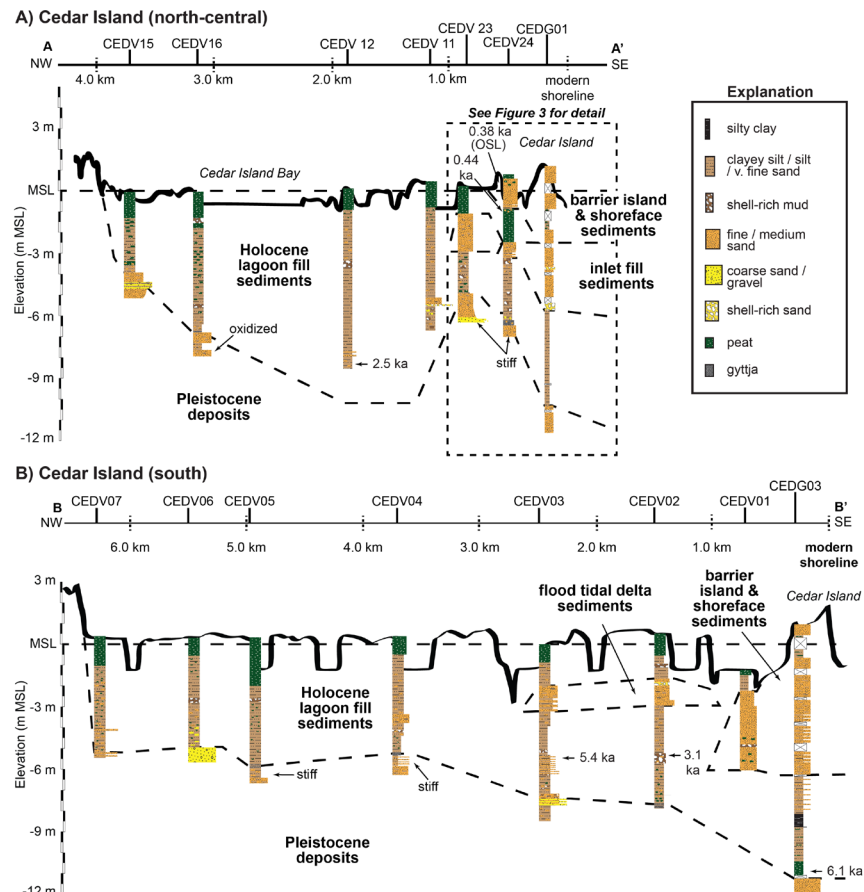 A) Cedar Island (north-central)
A
NW
CEDV15
CEDV16
CEDV 12
CEDV 11
CEDV 23
CEDV24
CEDG01
A'
SE
4.0 km
3.0 km
2.0 km
1.0 km
modern
shoreline
See Figure 3 for detail
0.38 ka
(OSL)
0.44
ka
Cedar Island
Cedar Island Bay
3 m
MSL
-3 m
-6 m
-9 m
-12 m
Elevation (m MSL)
Holocene
lagoon fill
sediments
barrier island
& shoreface
sediments
inlet fill
sediments
oxidized
2.5 ka
stiff
Pleistocene
deposits
Explanation
silty clay
clayey silt / silt
/ v. fine sand
shell-rich mud
fine / medium
sand
coarse sand /
gravel
shell-rich sand
peat
gyttja
B) Cedar Island (south)
B
NW
CEDV07
CEDV06
CEDV05
CEDV04
CEDV03
CEDV02
CEDV01
CEDG03
B'
SE
6.0 km
5.0 km
4.0 km
3.0 km
2.0 km
1.0 km
modern
shoreline
3 m
MSL
-3 m
-6 m
-9 m
-12 m
Elevation (m MSL)
flood tidal delta
sediments
barrier
island &
shoreface
sediments
Cedar Island
Holocene
lagoon fill
sediments
stiff
stiff
5.4 ka
3.1
ka
6.1 ka
Pleistocene
deposits